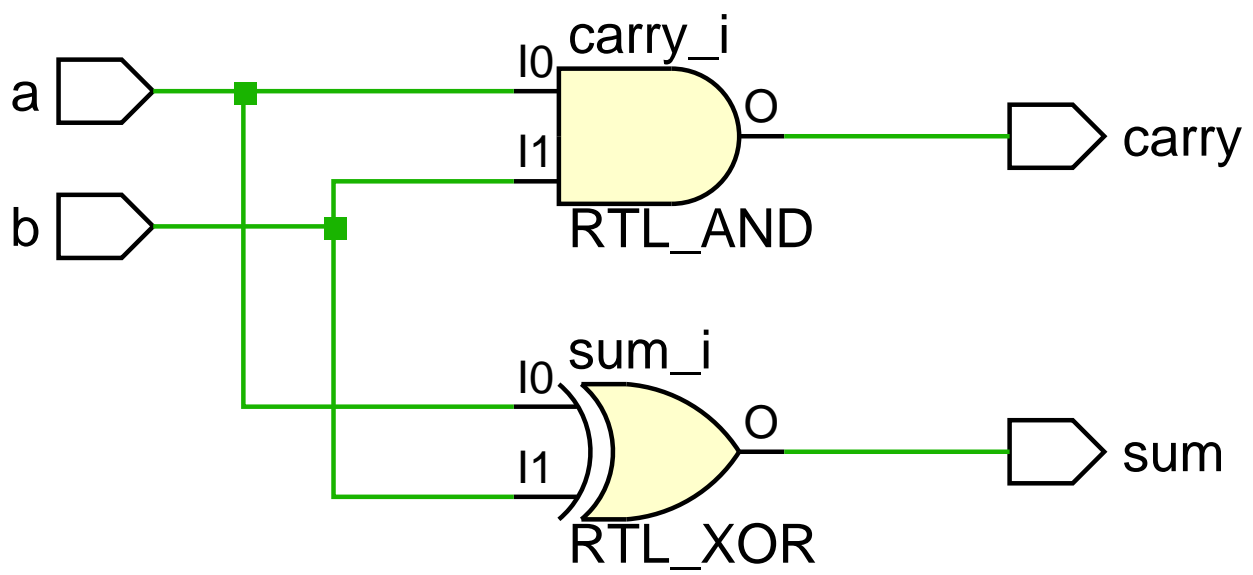 carry_i
I0
a
O
carry
I1
b
RTL_AND
sum_i
I0
O
sum
I1
RTL_XOR